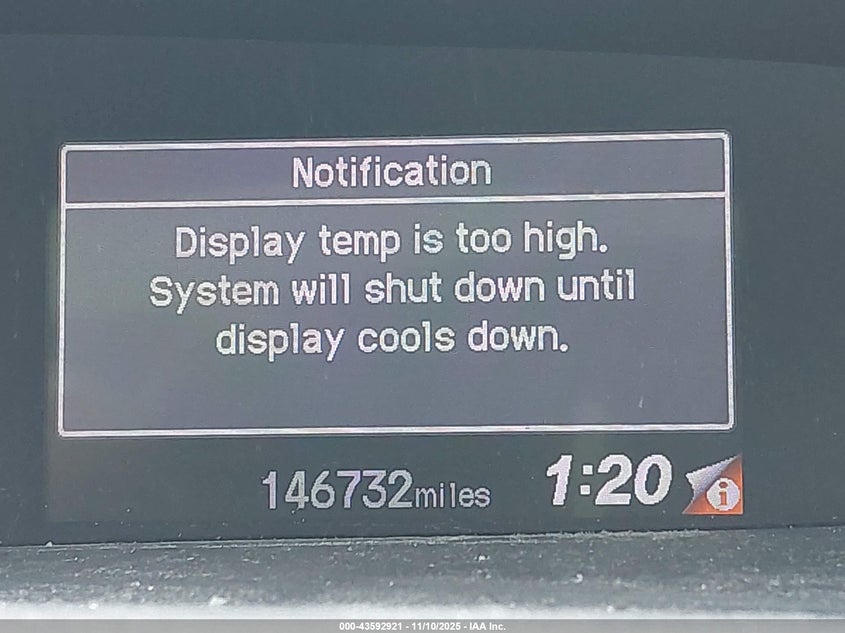 Notification
Display temp is too high.
System will shut down until
display cools down.
146732miles
1:20
i
000-43592921 - 11/10/2025 - IAA Inc.